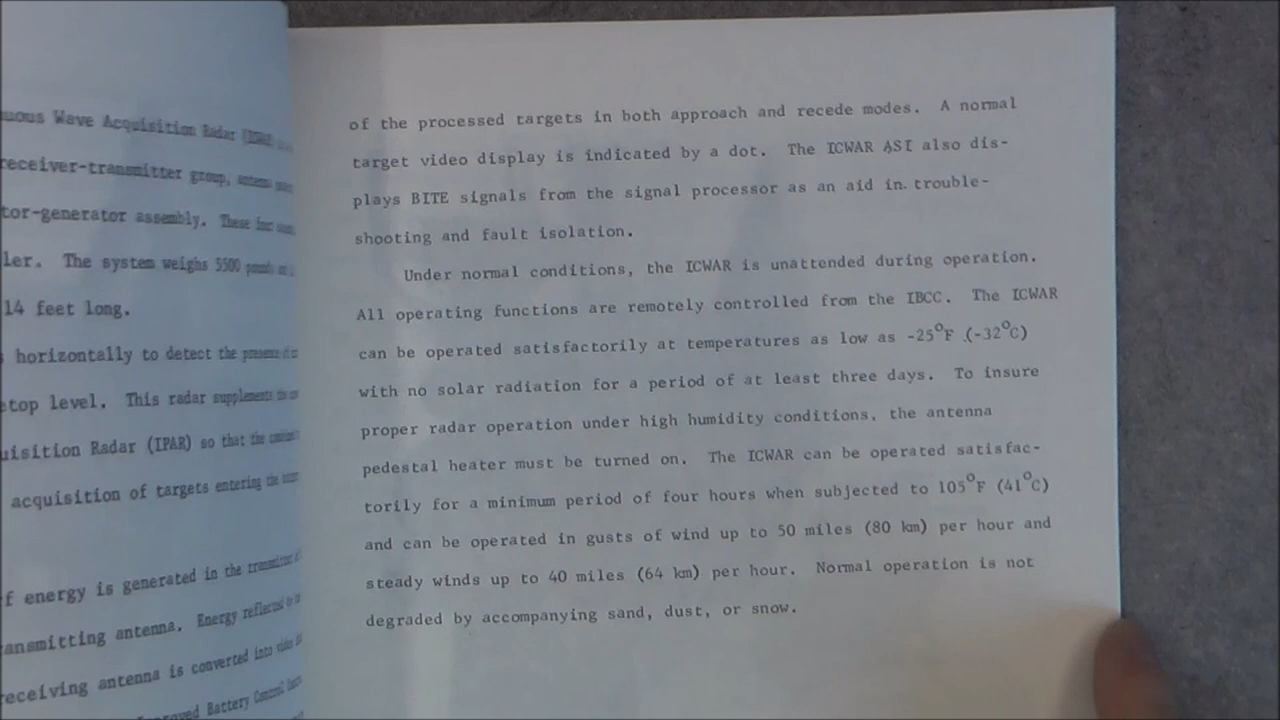 uous Wave Acquisition Radar
receiver-transmitter group,
tor-generator assembly. These four
ler. The system weighs 5500 pounds
14 feet long.
horizontally to detect the presence
top level. This radar supplements
uisition Radar (IPAR) so that the
acquisition of targets entering the
f energy is generated in the transmitter
ansmitting antenna. Energy reflected
receiving antenna is converted into video
mproved Battery Control
of the processed targets in both approach and recede modes. A normal
target video display is indicated by a dot. The ICWAR ASI also dis-
plays BITE signals from the signal processor as an aid in trouble-
shooting and fault isolation.
Under normal conditions, the ICWAR is unattended during operation.
All operating functions are remotely controlled from the IBCC. The ICWAR
can be operated satisfactorily at temperatures as low as -25°F (-32°C)
with no solar radiation for a period of at least three days. To insure
proper radar operation under high humidity conditions, the antenna
pedestal heater must be turned on. The ICWAR can be operated satisfac-
torily for a minimum period of four hours when subjected to 105°F (41°C)
and can be operated in gusts of wind up to 50 miles (80 km) per hour and
steady winds up to 40 miles (64 km) per hour. Normal operation is not
degraded by accompanying sand, dust, or snow.